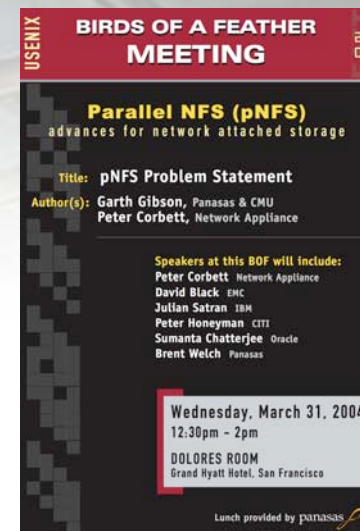 USENIX
BIRDS OF A FEATHER
MEETING
Parallel NFS (pNFS)
advances for network attached storage
Title: pNFS Problem Statement
Author(s): Garth Gibson, Panasas & CMU
Peter Corbett, Network Appliance
Speakers at this BOF will include:
Peter Corbett Network Appliance
David Black EMC
Julian Satran IBM
Peter Honeyman CITI
Sumanta Chatterjee Oracle
Brent Welch Panasas
Wednesday, March 31, 2004
12:30pm - 2pm
DOLORES ROOM
Grand Hyatt Hotel, San Francisco
Lunch provided by panasas